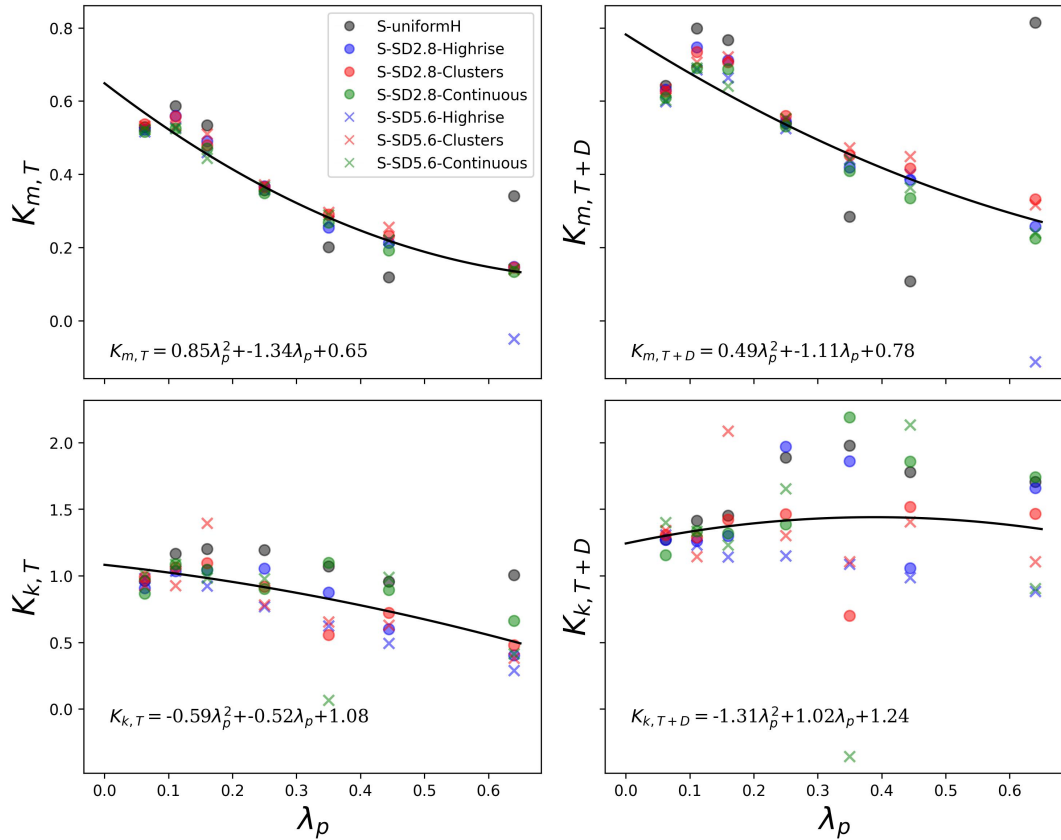 0.8
0.6
0.4
0.2
0.0
K_{m,T}
S-uniformH
S-SD2.8-Highrise
S-SD2.8-Clusters
S-SD2.8-Continuous
S-SD5.6-Highrise
S-SD5.6-Clusters
S-SD5.6-Continuous
K_{m,T}=0.85λ_p^2+-1.34λ_p+0.65
K_{m,T+D}
K_{m,T+D}=0.49λ_p^2+-1.11λ_p+0.78
2.0
1.5
1.0
0.5
0.0
K_{k,T}
K_{k,T}=-0.59λ_p^2+-0.52λ_p+1.08
0.0 0.1 0.2 0.3 0.4 0.5 0.6
λ_p
K_{k,T+D}
K_{k,T+D}=-1.31λ_p^2+1.02λ_p+1.24
0.0 0.1 0.2 0.3 0.4 0.5 0.6
λ_p